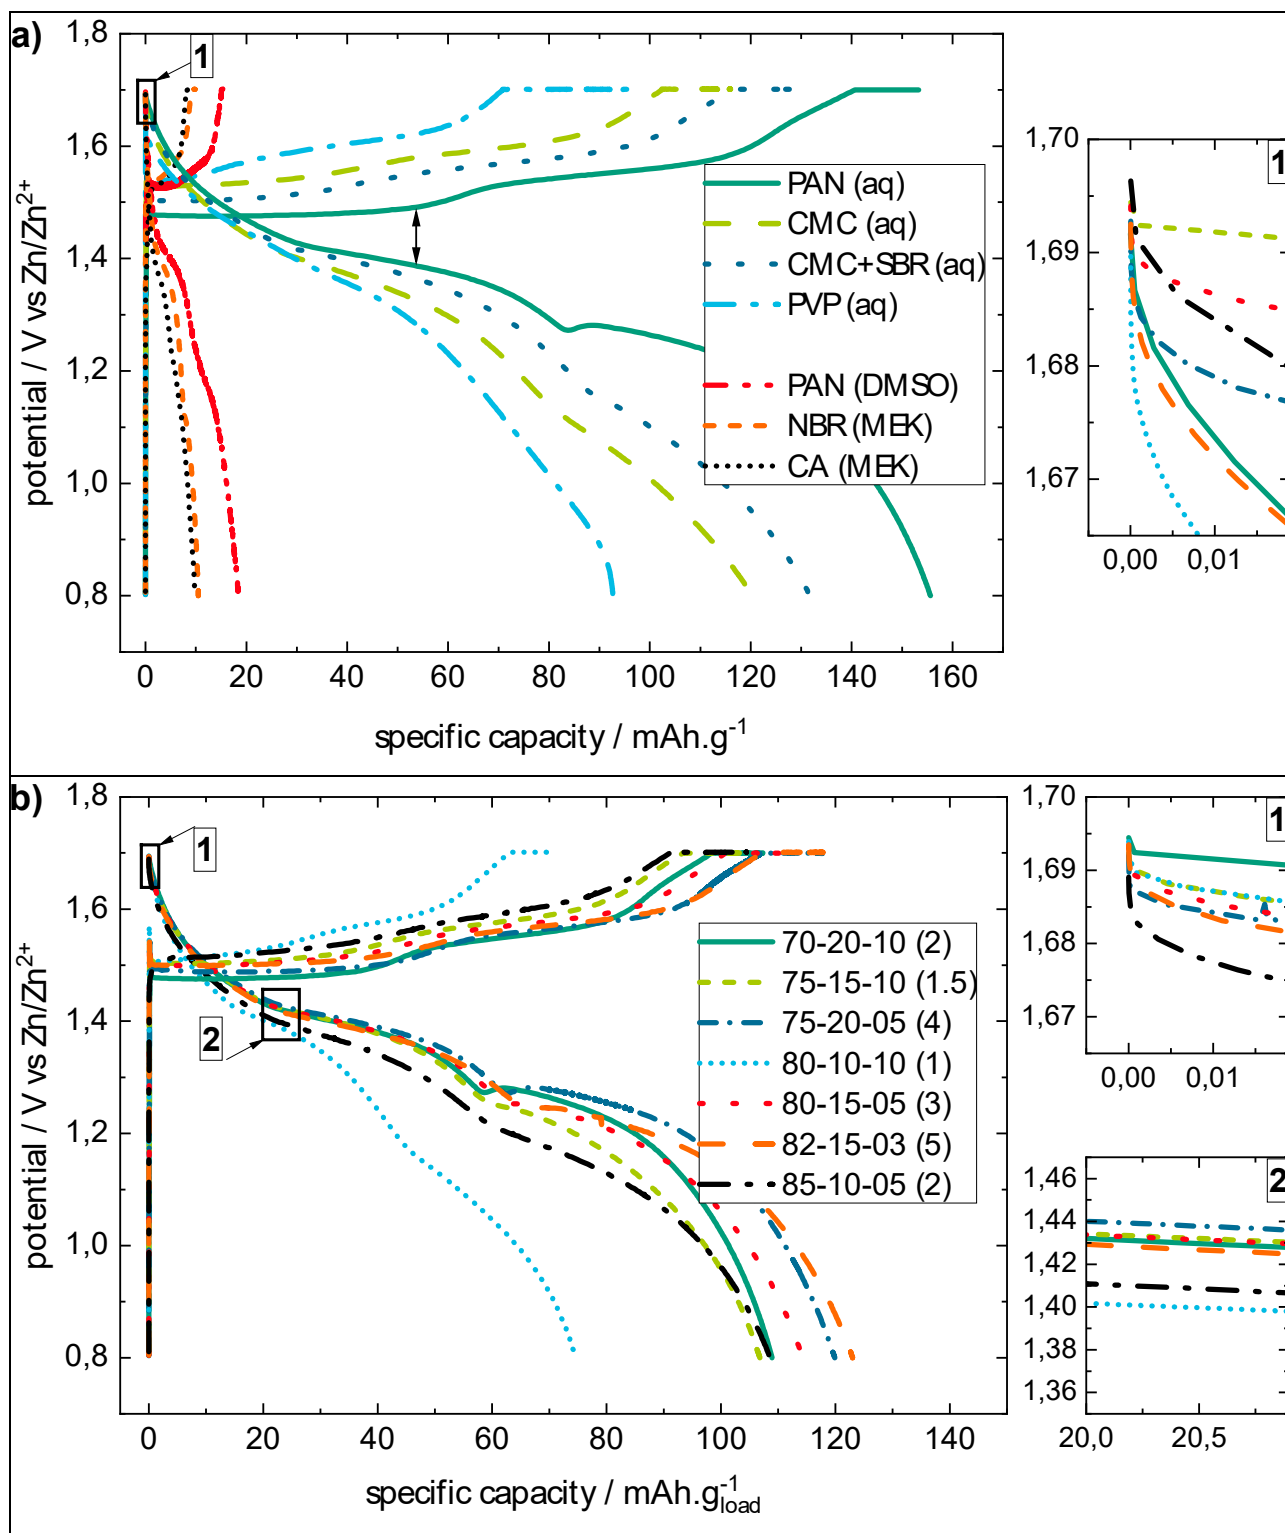 a)
1,8
1,6
1,4
1,2
1,0
0,8
potential / V vs Zn/Zn²⁺
1
PAN (aq)
CMC (aq)
CMC+SBR (aq)
PVP (aq)
PAN (DMSO)
NBR (MEK)
CA (MEK)
0 20 40 60 80 100 120 140 160
specific capacity / mAh.g⁻¹
1
1,70
1,69
1,68
1,67
0,00 0,01
b)
1,8
1,6
1,4
1,2
1,0
0,8
potential / V vs Zn/Zn²⁺
1
2
70-20-10 (2)
75-15-10 (1.5)
75-20-05 (4)
80-10-10 (1)
80-15-05 (3)
82-15-03 (5)
85-10-05 (2)
0 20 40 60 80 100 120 140
specific capacity / mAh.g⁻¹load
1
1,70
1,69
1,68
1,67
0,00 0,01
2
1,46
1,44
1,43
1,41
1,40
1,38
1,36
20,0 20,5